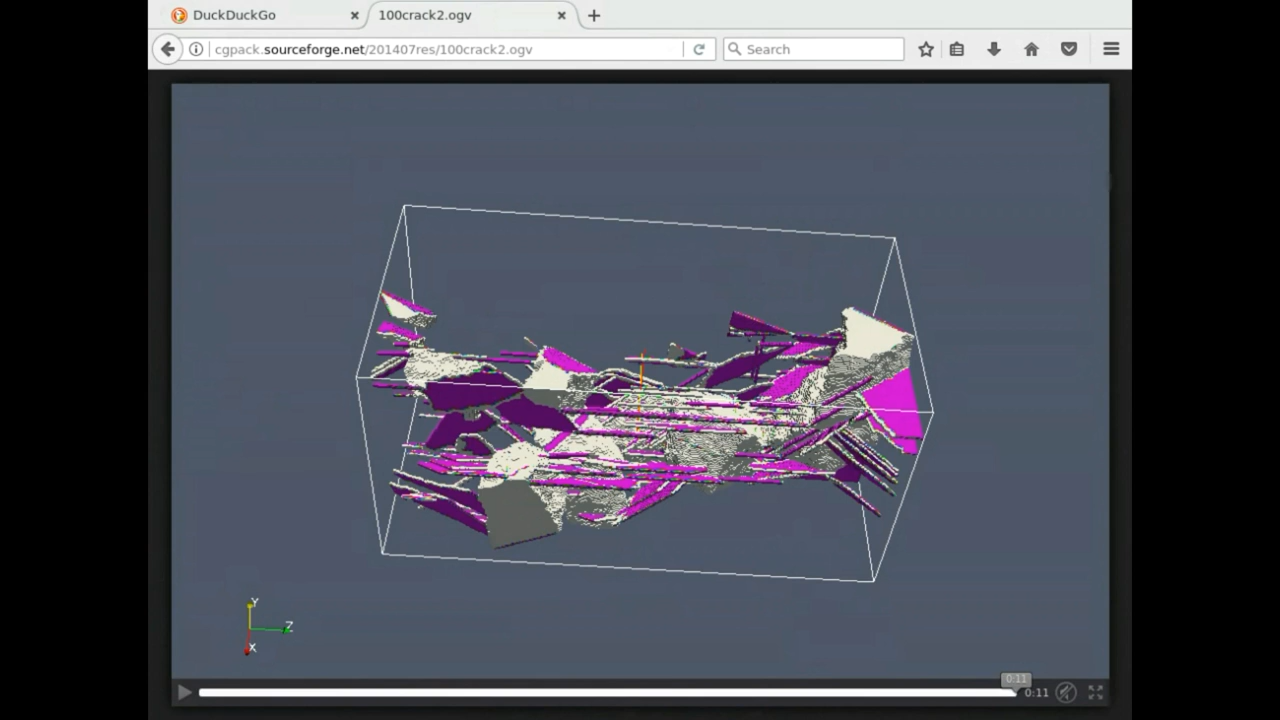 DuckDuckGo
100crack2.ogv
cgpack.sourceforge.net/201407res/100crack2.ogv
Search
Y
Z
X
0:11
0:11